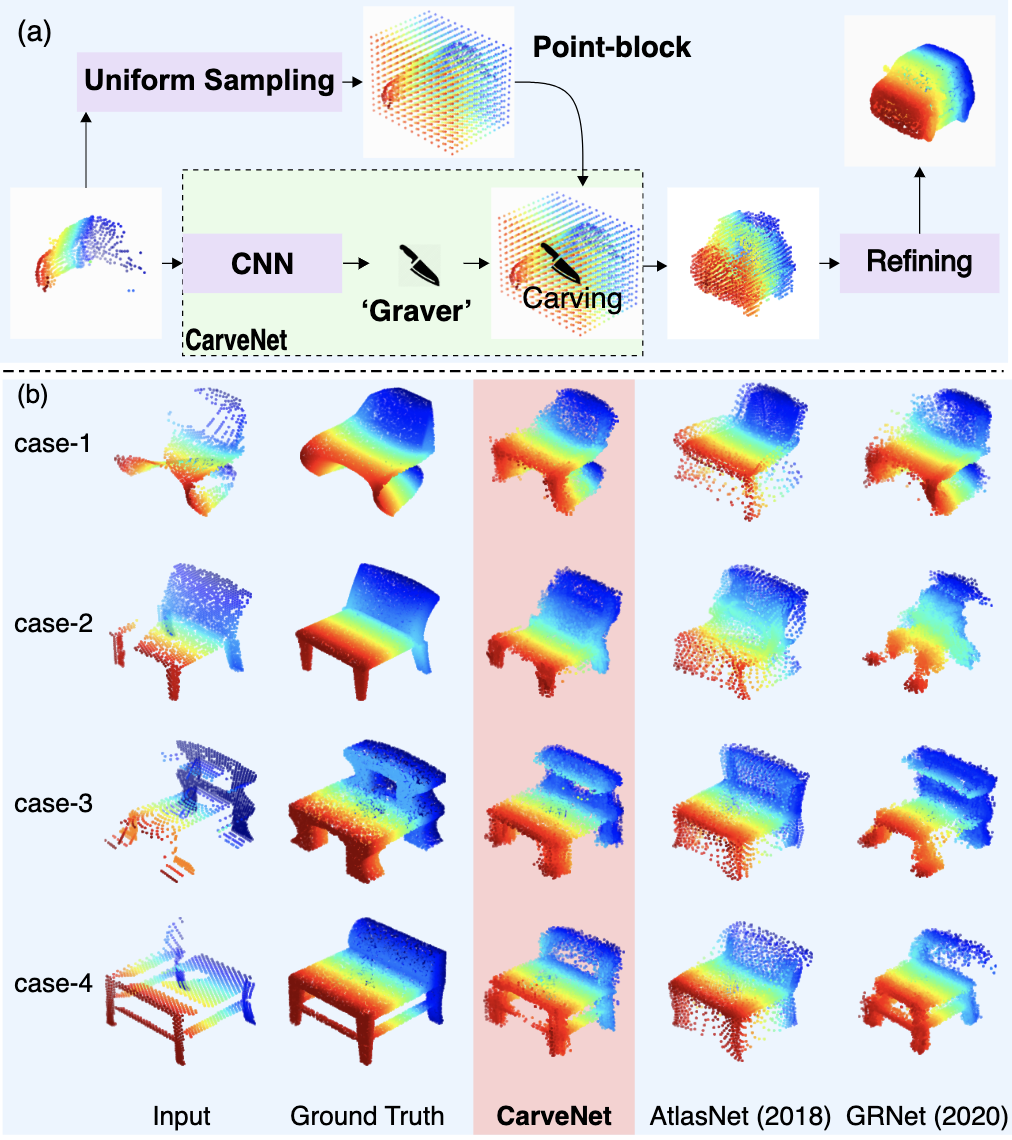 (a)
Uniform Sampling
Point-block
CNN
'Graver'
Carving
CarveNet
Refining
(b)
case-1
case-2
case-3
case-4
Input
Ground Truth
CarveNet
AtlasNet (2018)
GRNet (2020)